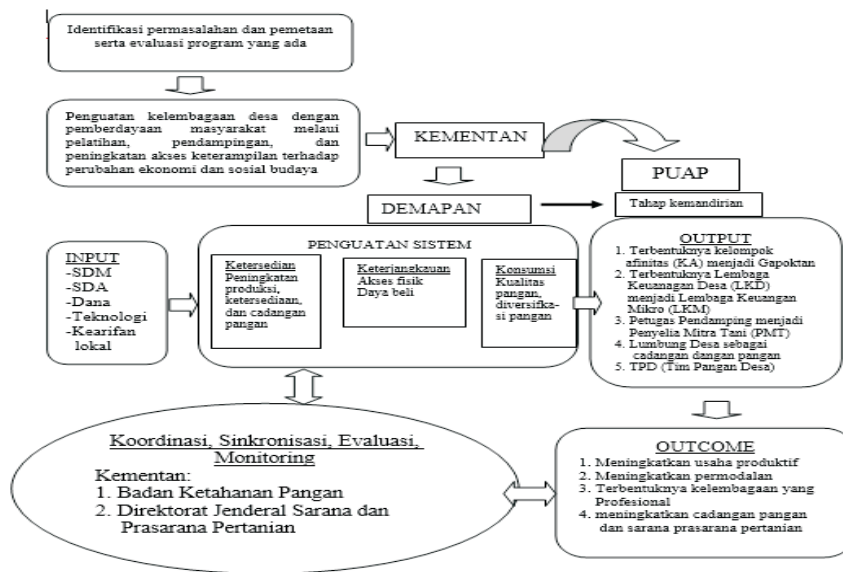 Identifikasi permasalahan dan pemetaan
serta evaluasi program yang ada
Penguatan kelembagaan desa dengan
pemberdayaan masyarakat melaui
pelatihan, pendampingan, dan
peningkatan akses keterampilan terhadap
perubahan ekonomi dan sosial budaya
KEMENTAN
PUAP
Tahap kemandirian
DEMAPAN
INPUT
-SDM
-SDA
-Dana
-Teknologi
-Kearifan
lokal
PENGUATAN SISTEM
Ketersedian
Peningkatan
produksi,
ketersediaan,
dan cadangan
pangan
Keterjangkauan
Akses fisik
Daya beli
Konsumsi
Kualitas
pangan,
diversifka-
si pangan
OUTPUT
1. Terbentuknya kelompok
afinitas (KA) menjadi Gapoktan
2. Terbentuknya Lembaga
Keuanagan Desa (LKD)
menjadi Lembaga Keuangan
Mikro (LKM)
3. Petugas Pendamping menjadi
Penyelia Mitra Tani (PMT)
4. Lumbung Desa sebagai
cadangan dangan pangan
5. TPD (Tim Pangan Desa)
Koordinasi, Sinkronisasi, Evaluasi,
Monitoring
Kementan:
1. Badan Ketahanan Pangan
2. Direktorat Jenderal Sarana dan
Prasarana Pertanian
OUTCOME
1. Meningkatkan usaha produktif
2. Meningkatkan permodalan
3. Terbentuknya kelembagaan yang
Profesional
4. meningkatkan cadangan pangan
dan sarana prasarana pertanian